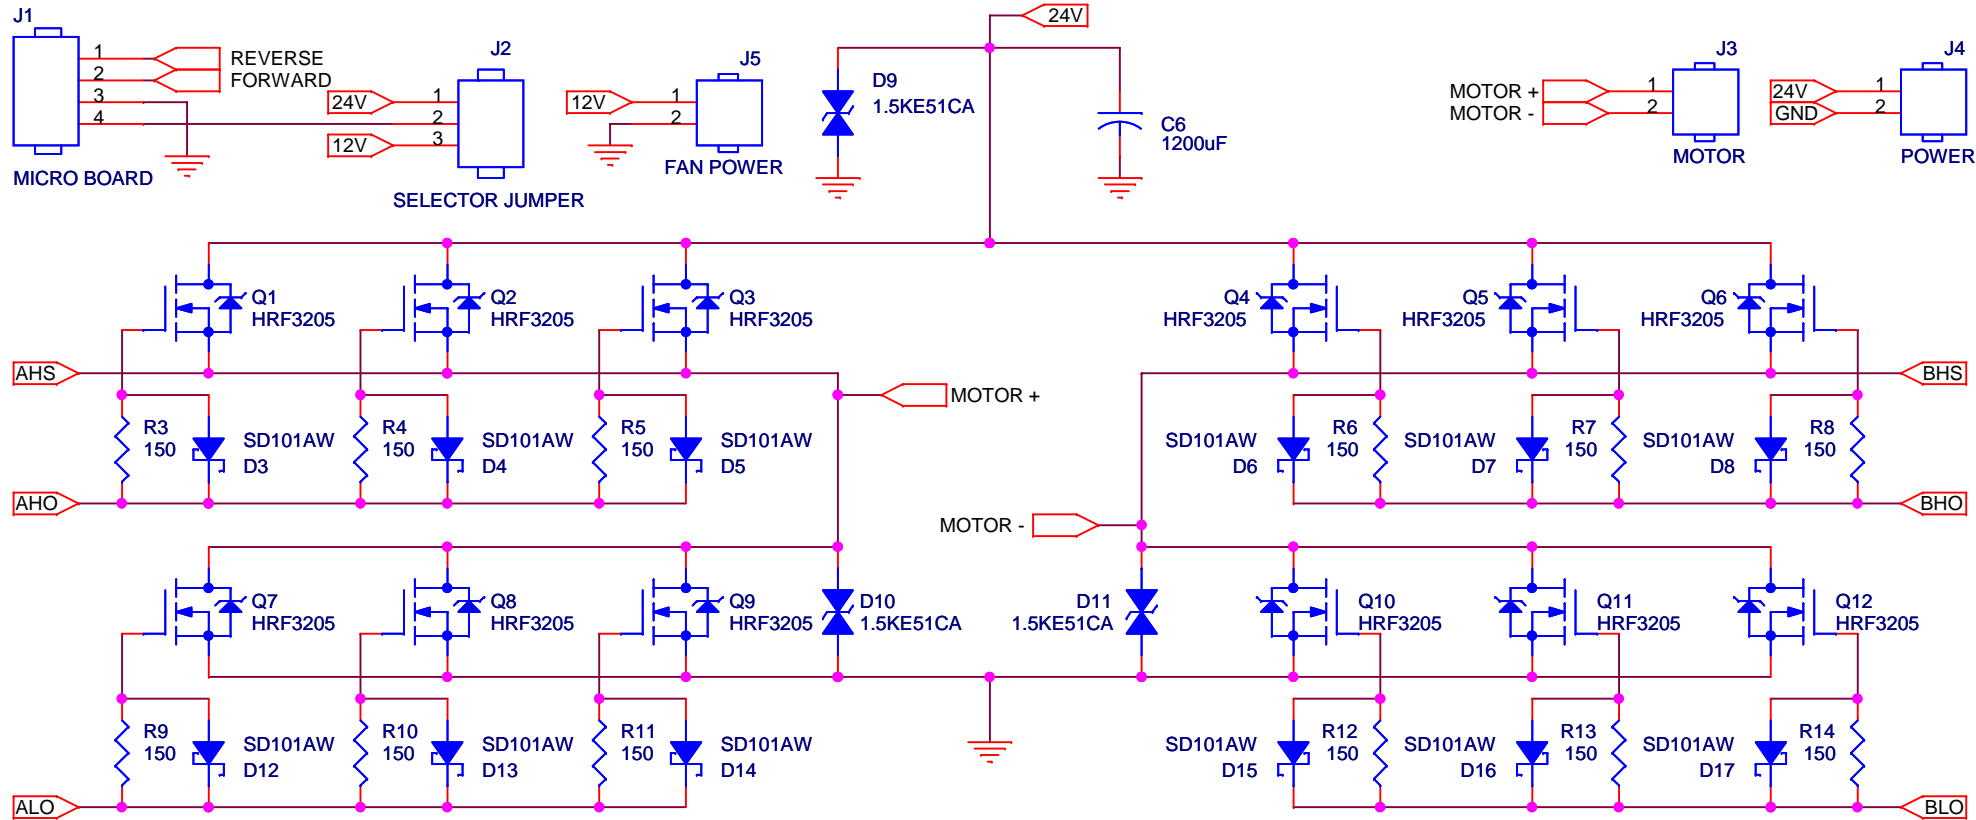 J1
1
2
3
4
REVERSE
FORWARD
MICRO BOARD
J2
24V
12V
1
2
3
SELECTOR JUMPER
J5
12V
1
2
FAN POWER
24V
D9
1.5KE51CA
C6
1200uF
J3
MOTOR +
MOTOR -
1
2
MOTOR
J4
24V
GND
1
2
POWER
Q1
HRF3205
Q2
HRF3205
Q3
HRF3205
Q4
HRF3205
Q5
HRF3205
Q6
HRF3205
AHS
MOTOR +
BHS
R3
150
SD101AW
D3
R4
150
SD101AW
D4
R5
150
SD101AW
D5
SD101AW
D6
R6
150
SD101AW
D7
R7
150
SD101AW
D8
R8
150
AHO
MOTOR -
BHO
Q7
HRF3205
Q8
HRF3205
Q9
HRF3205
D10
1.5KE51CA
D11
1.5KE51CA
Q10
HRF3205
Q11
HRF3205
Q12
HRF3205
R9
150
SD101AW
D12
R10
150
SD101AW
D13
R11
150
SD101AW
D14
SD101AW
D15
R12
150
SD101AW
D16
R13
150
SD101AW
D17
R14
150
ALO
BLO